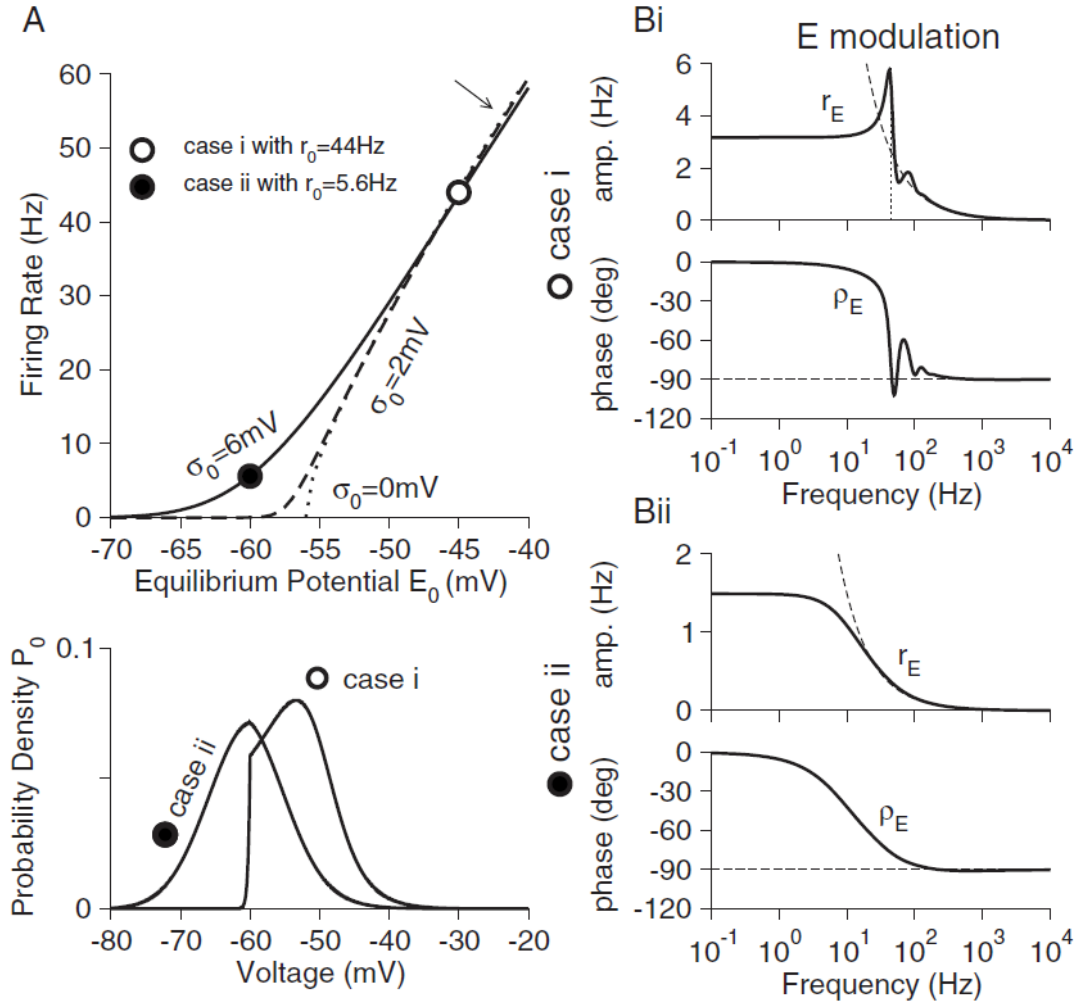 A
60
50
40
30
20
10
0
Firing Rate (Hz)
case i with r₀=44Hz
case ii with r₀=5.6Hz
σ₀=6mV
σ₀=2mV
σ₀=0mV
-70 -65 -60 -55 -50 -45 -40
Equilibrium Potential E₀ (mV)
0.1
0
Probability Density P₀
case i
case ii
-80 -70 -60 -50 -40 -30 -20
Voltage (mV)
Bi
E modulation
case i
6
4
2
0
amp. (Hz)
r_E
0
-30
-60
-90
-120
phase (deg)
ρ_E
10⁻¹ 10⁰ 10¹ 10² 10³ 10⁴
Frequency (Hz)
Bii
case ii
2
1
0
amp. (Hz)
r_E
0
-30
-60
-90
-120
phase (deg)
ρ_E
10⁻¹ 10⁰ 10¹ 10² 10³ 10⁴
Frequency (Hz)